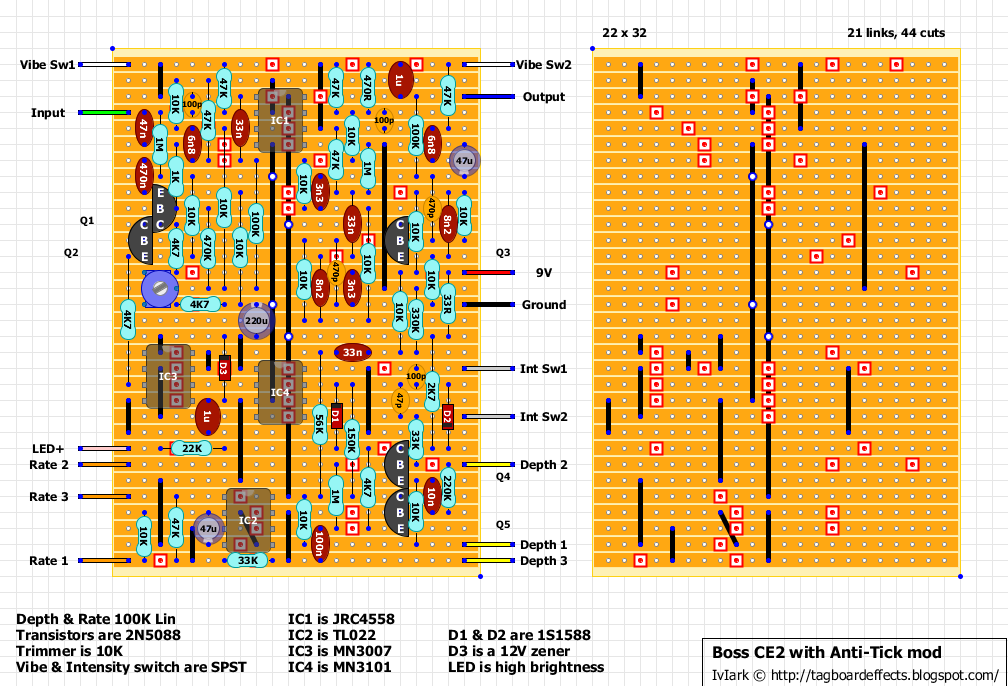 22 x 32
21 links, 44 cuts
Vibe Sw1
Vibe Sw2
47K
47K
470R
1u
Output
10K
100p
47K
Input
47K
IC1
100p
47n
33n
10K
100K
1M
6n8
6n8
47K
47u
470n
1K
1M
10K
3n3
E
B
C
10K
470p
10K
10K
Q1
C
B
E
100K
33n
C
B
E
10K
8n2
Q2
4K7
470K
10K
Q3
10K
470p
9V
10K
8n2
3n3
10K
4K7
Ground
33R
4K7
220u
10K
330K
33n
IC3
D3
Int Sw1
100p
IC4
2K7
47p
1u
56K
D1
D2
Int Sw2
150K
33K
LED+
22K
C
B
E
Rate 2
Depth 2
Q4
4K7
220K
Rate 3
1M
10n
C
B
E
10K
IC2
10K
47K
47u
Q5
10K
100n
Depth 1
Rate 1
33K
Depth 3
Depth & Rate 100K Lin
IC1 is JRC4558
Transistors are 2N5088
IC2 is TL022
D1 & D2 are 1S1588
Trimmer is 10K
IC3 is MN3007
D3 is a 12V zener
Vibe & Intensity switch are SPST
IC4 is MN3101
LED is high brightness
Boss CE2 with Anti-Tick mod
IvIark © http://tagboardeffects.blogspot.com/